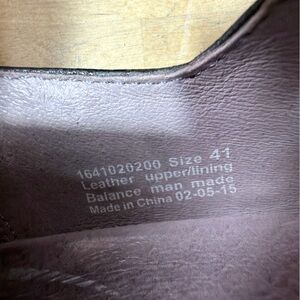 1641020200 Size 41
Leather upper/lining
Balance man made
Made in China 02-05-15